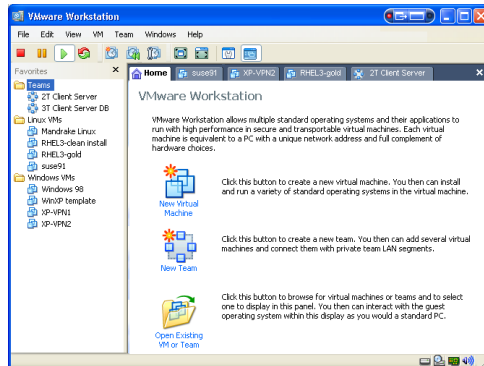 VMware Workstation
File Edit View VM Team Windows Help
Favorites
Teams
2T Client Server
3T Client Server DB
Linux VMs
Mandrake Linux
RHEL3-clean install
RHEL3-gold
suse91
Windows VMs
Windows 98
WinXP template
XP-VPN1
XP-VPN2
Home suse91 XP-VPN2 RHEL3-gold 2T Client Server
VMware Workstation
VMware Workstation allows multiple standard operating systems and their applications to
run with high performance in secure and transportable virtual machines. Each virtual
machine is equivalent to a PC with a unique network address and full complement of
hardware choices.
New Virtual
Machine
Click this button to create a new virtual machine. You then can install
and run a variety of standard operating systems in the virtual machine.
New Team
Click this button to create a new team. You then can add several virtual
machines and connect them with private team LAN segments.
Open Existing
VM or Team
Click this button to browse for virtual machines or teams and to select
one to display in this panel. You then can interact with the guest
operating system within this display as you would a standard PC.